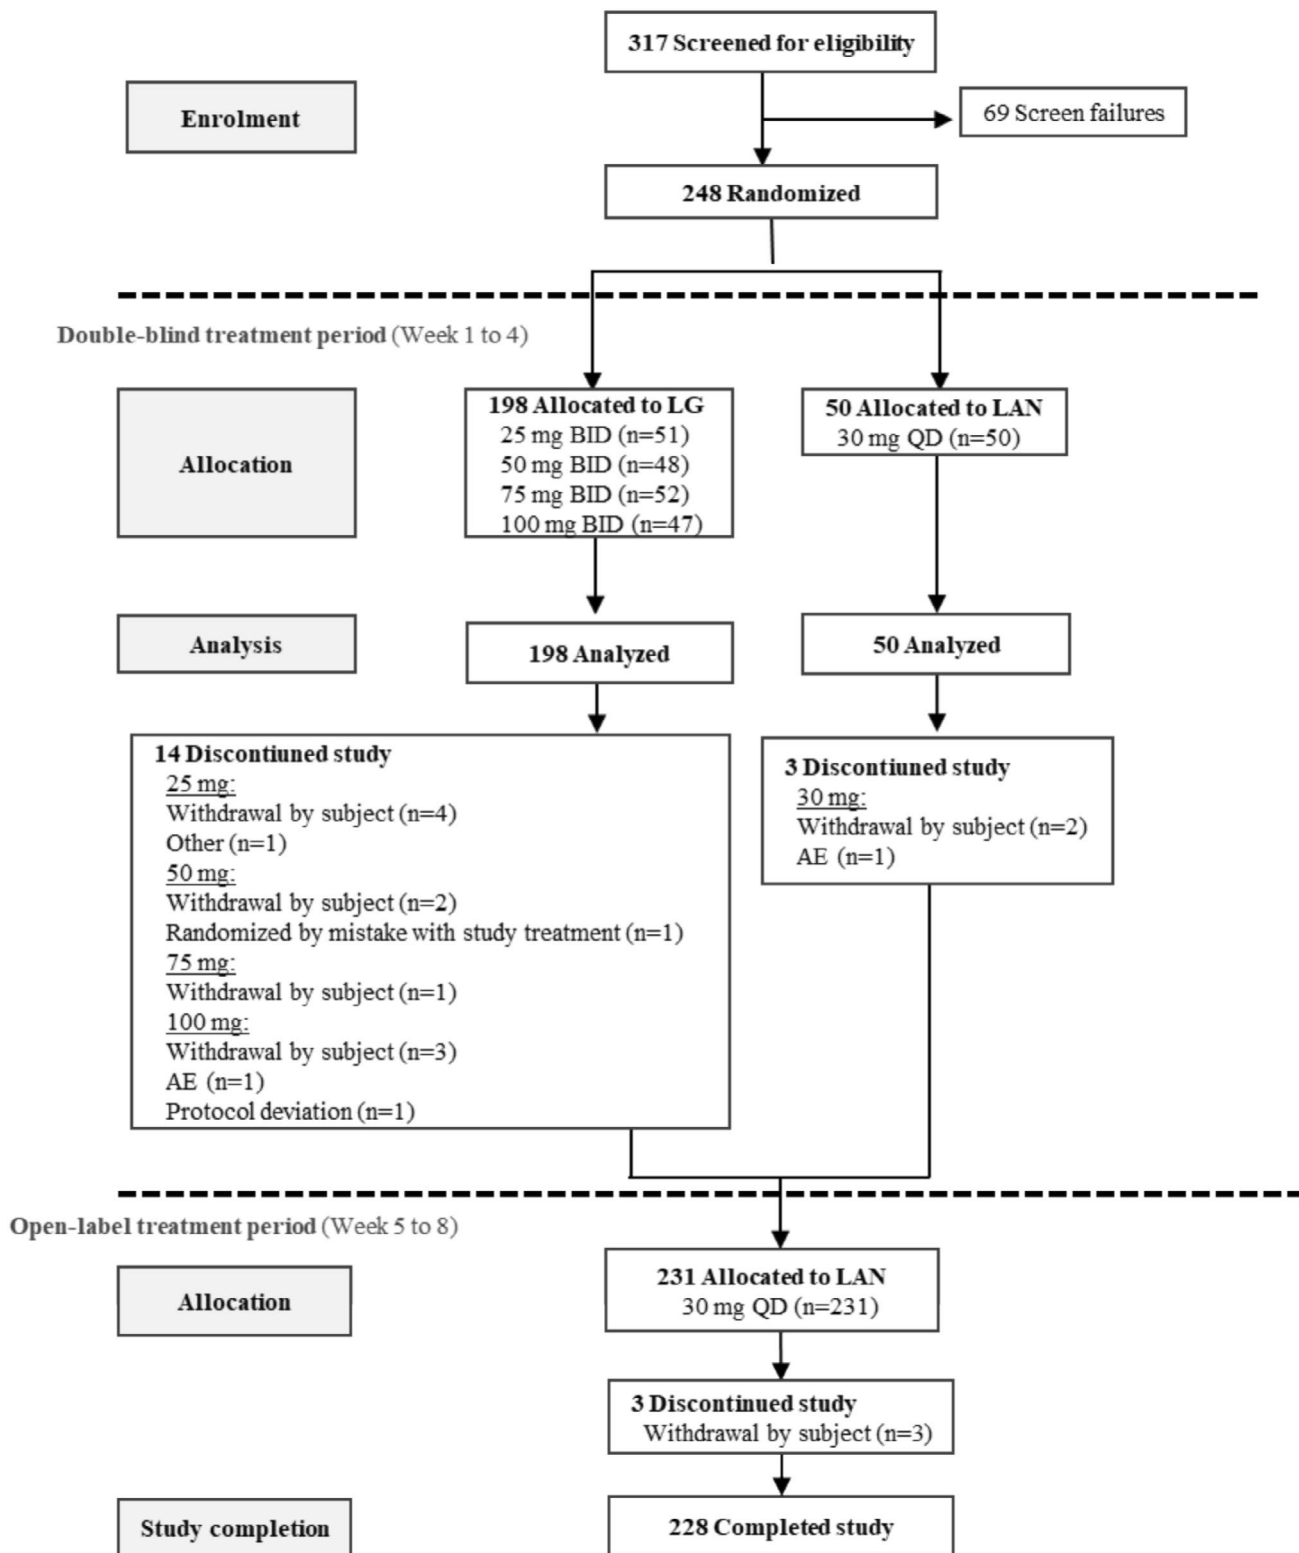 317 Screened for eligibility
Enrolment
69 Screen failures
248 Randomized
Double-blind treatment period (Week 1 to 4)
Allocation
198 Allocated to LG
25 mg BID (n=51)
50 mg BID (n=48)
75 mg BID (n=52)
100 mg BID (n=47)
50 Allocated to LAN
30 mg QD (n=50)
Analysis
198 Analyzed
50 Analyzed
14 Discontiuned study
25 mg:
Withdrawal by subject (n=4)
Other (n=1)
50 mg:
Withdrawal by subject (n=2)
Randomized by mistake with study treatment (n=1)
75 mg:
Withdrawal by subject (n=1)
100 mg:
Withdrawal by subject (n=3)
AE (n=1)
Protocol deviation (n=1)
3 Discontiuned study
30 mg:
Withdrawal by subject (n=2)
AE (n=1)
Open-label treatment period (Week 5 to 8)
Allocation
231 Allocated to LAN
30 mg QD (n=231)
3 Discontinued study
Withdrawal by subject (n=3)
Study completion
228 Completed study